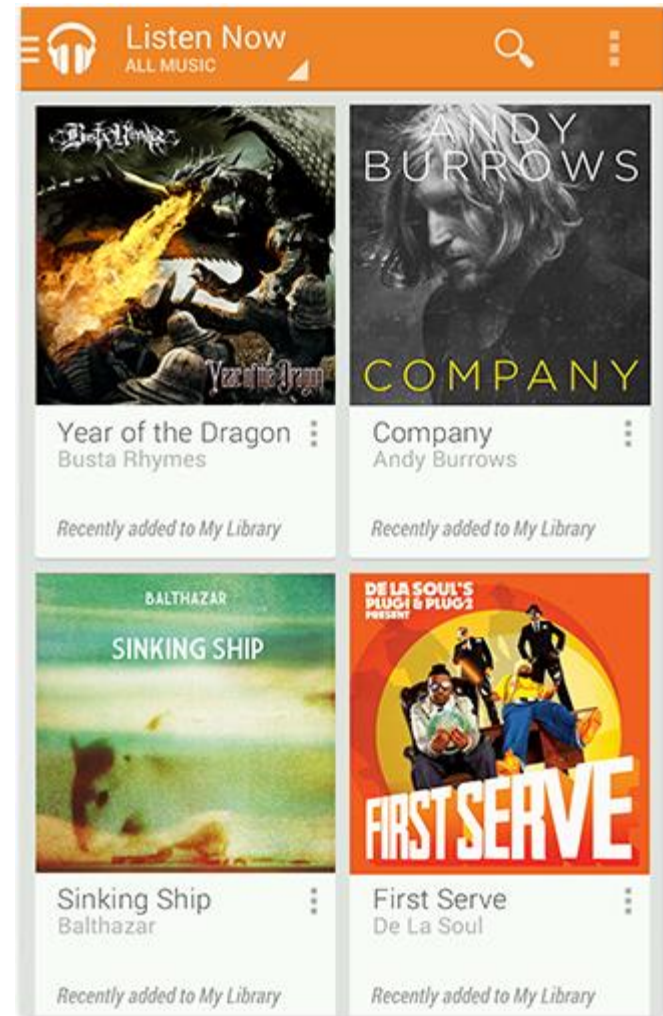 Listen Now
ALL MUSIC
Busta Rhymes
Year of the Dragon
ANDY
BURROWS
COMPANY
Year of the Dragon
Busta Rhymes
Recently added to My Library
Company
Andy Burrows
Recently added to My Library
BALTHAZAR
SINKING SHIP
DE LA SOUL'S
PLUG1 & PLUG2
PRESENT
FIRST SERVE
Sinking Ship
Balthazar
Recently added to My Library
First Serve
De La Soul
Recently added to My Library